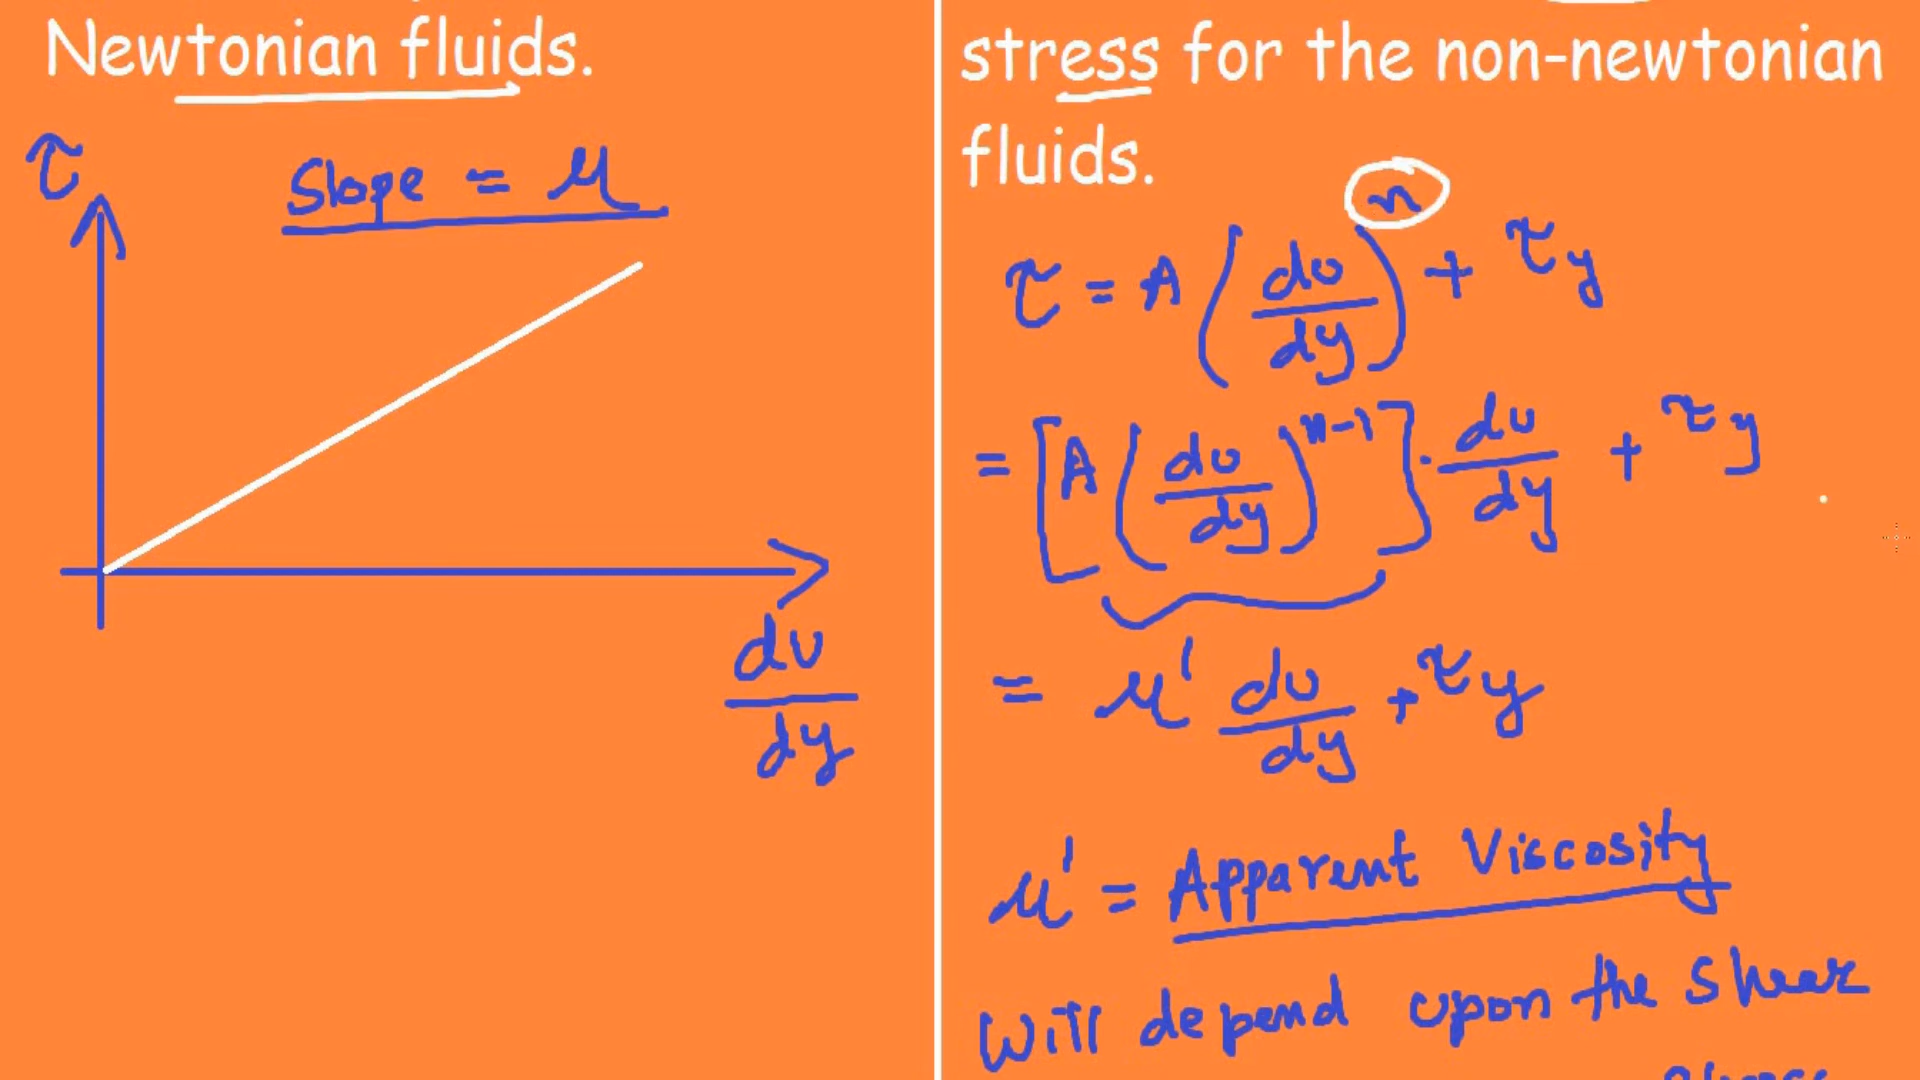 Newtonian fluids.
τ
Slope = μ
du
dy
stress for the non-newtonian
fluids.
τ = A (du/dy)^n + τy
= [A (du/dy)^n-1] . du/dy + τy
= μ' du/dy + τy
μ' = Apparent Viscosity
Will depend upon the Shear